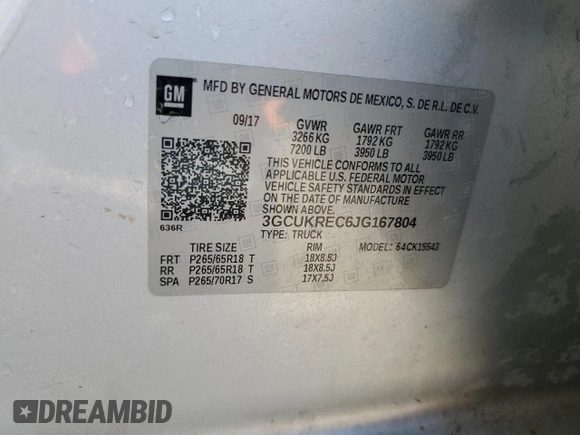 GM
MFD BY GENERAL MOTORS DE MEXICO, S. DE R.L. DE C.V.
09/17 GVWR GAWR FRT GAWR RR
3266 KG 1792 KG 1792 KG
7200 LB 3950 LB 3950 LB
THIS VEHICLE CONFORMS TO ALL
APPLICABLE U.S. FEDERAL MOTOR
VEHICLE SAFETY STANDARDS IN EFFECT
ON THE DATE OF MANUFACTURE
SHOWN ABOVE.
3GCUKREC6JG167804
636R TYPE: TRUCK MODEL: 64CK15543
TIRE SIZE RIM
FRT P265/65R18 T 18X8.5J
RR P265/65R18 T 18X8.5J
SPA P265/70R17 S 17X7.5J
DREAMBID